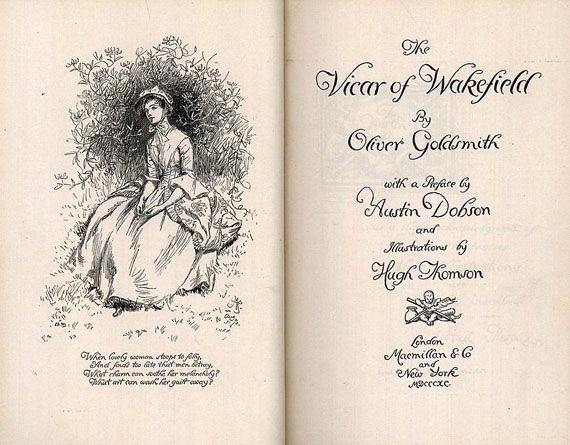 When lovely woman stoops to folly,
And finds too late that men betray,
What charm can soothe her melancholy?
What art can wash her guilt away?
The
Vicar of Wakefield
By
Oliver Goldsmith
with a Preface by
Austin Dobson
and
Illustrations by
Hugh Thomson
London
Macmillan & Co
and
New York
MDCCCXC